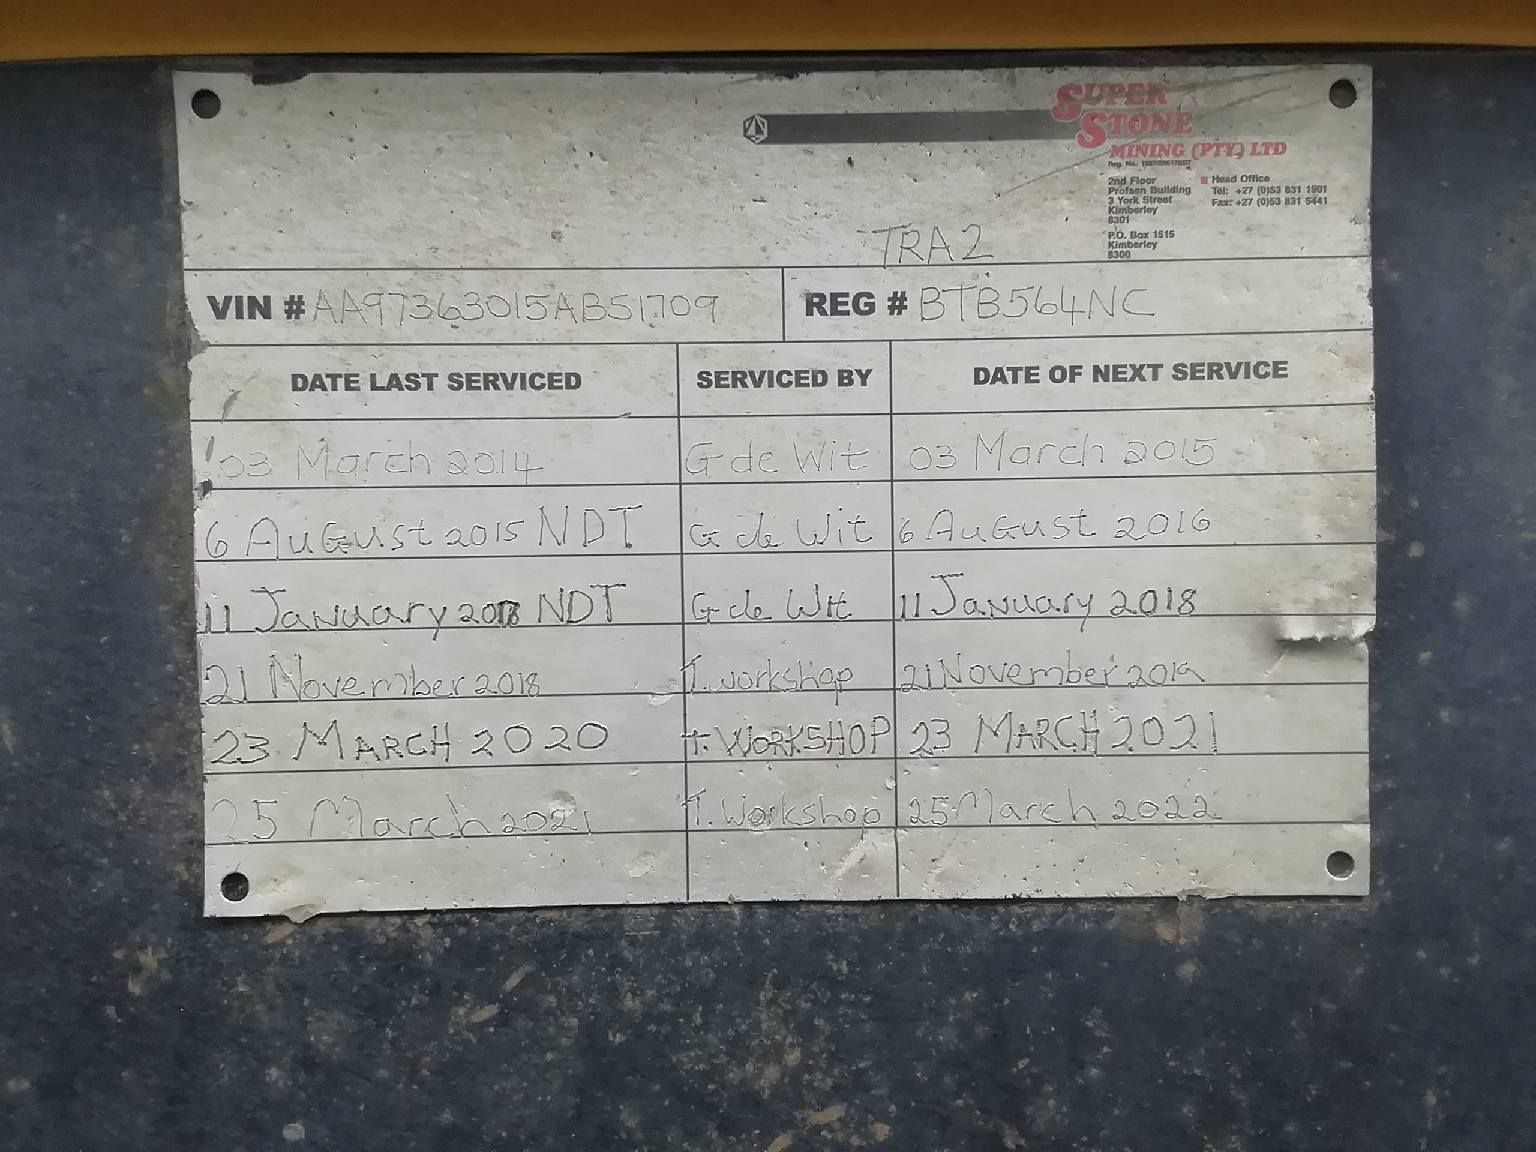 SUPER
STONE
MINING (PTY) LTD
2nd Floor
Profsen Building
3 York Street
Kimberley
8301
P.O. Box 1515
Kimberley
8300
Head Office
Tel: +27 (0)53 831 1901
Fax: +27 (0)53 831 5441
TRA2
VIN # AA97363015AB51709 REG # BTB564NC
DATE LAST SERVICED SERVICED BY DATE OF NEXT SERVICE
03 March 2014 G de Wit 03 March 2015
6 AuGust 2015 NDT G de Wit 6 AuGust 2016
11 January NDT G de Wit 11 January 2018
21 November 2018 T.workshop 21 November 2019
23 MARCH 2020 T. WORKSHOP 23 MARCH 2021
25 March 2021 T. Workshop 25 March 2022